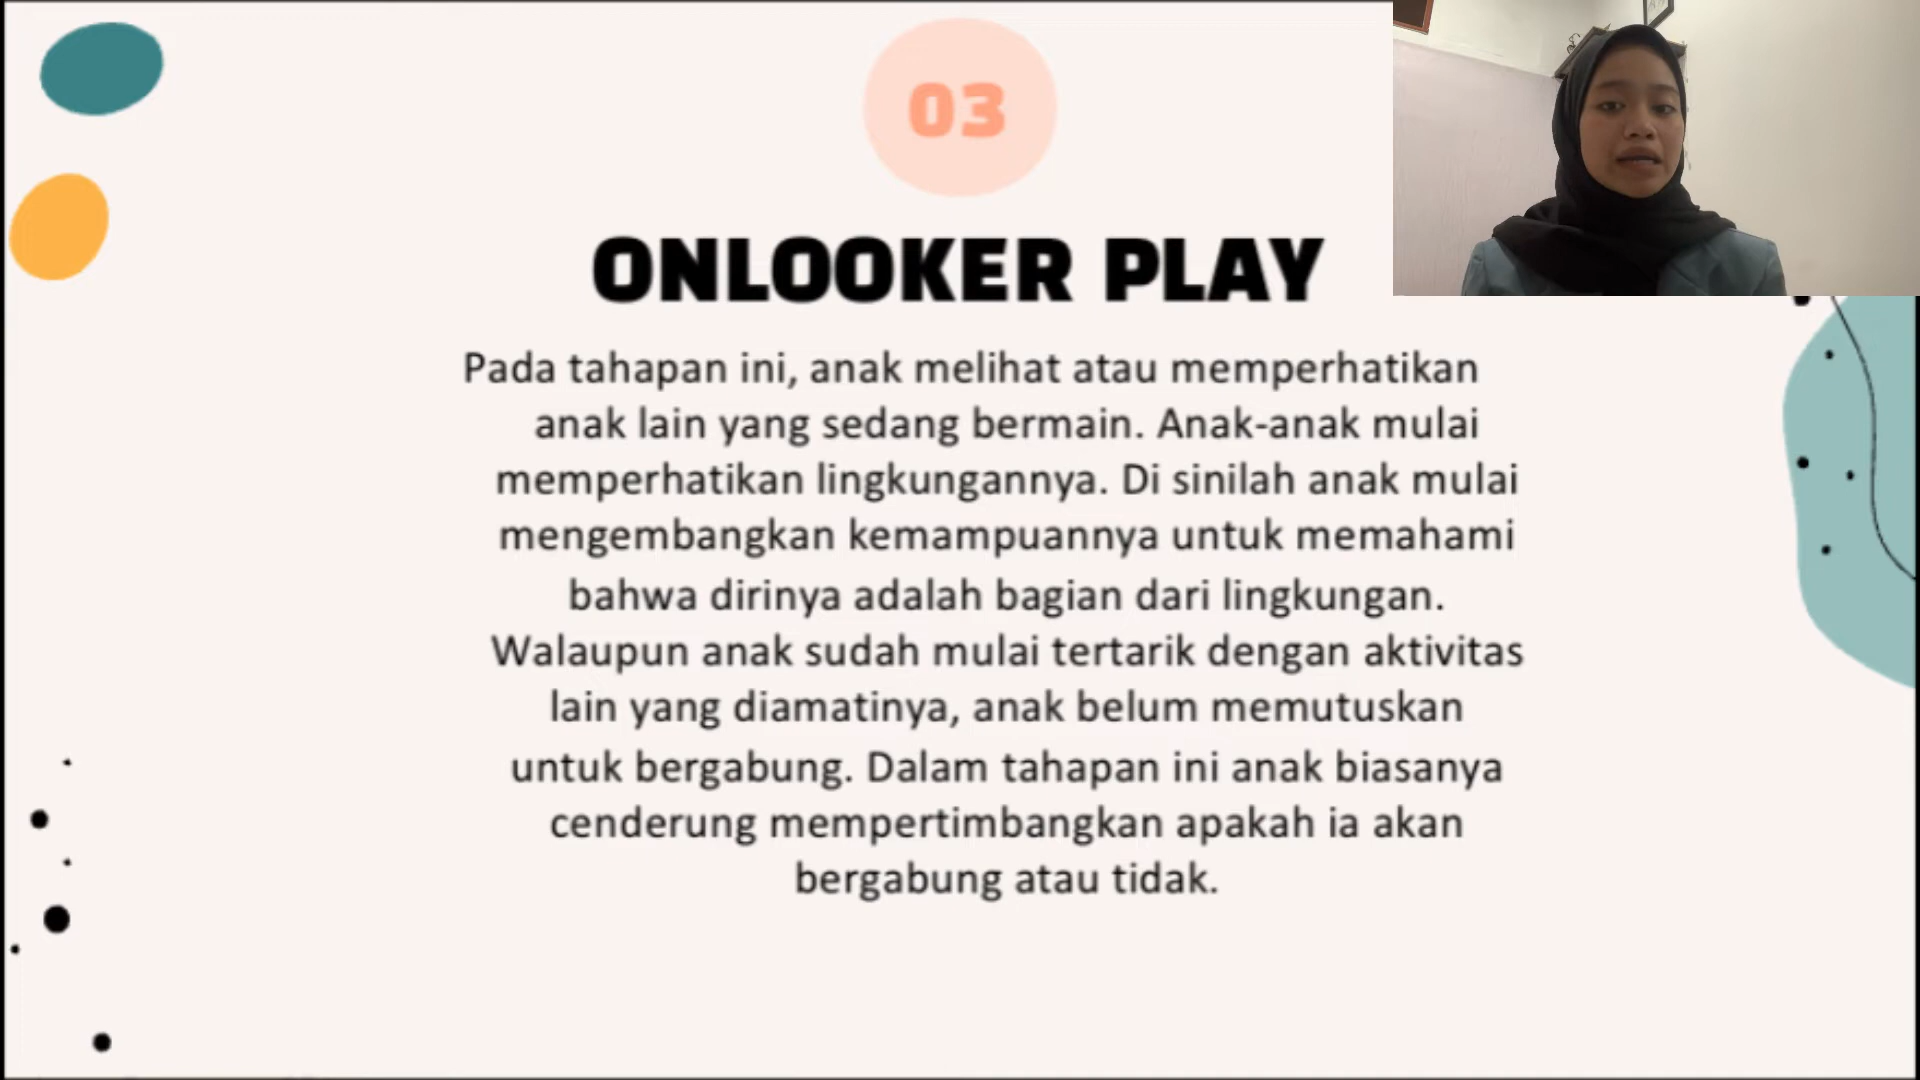 03
ONLOOKER PLAY
Pada tahapan ini, anak melihat atau memperhatikan
anak lain yang sedang bermain. Anak-anak mulai
memperhatikan lingkungannya. Di sinilah anak mulai
mengembangkan kemampuannya untuk memahami
bahwa dirinya adalah bagian dari lingkungan.
Walaupun anak sudah mulai tertarik dengan aktivitas
lain yang diamatinya, anak belum memutuskan
untuk bergabung. Dalam tahapan ini anak biasanya
cenderung mempertimbangkan apakah ia akan
bergabung atau tidak.